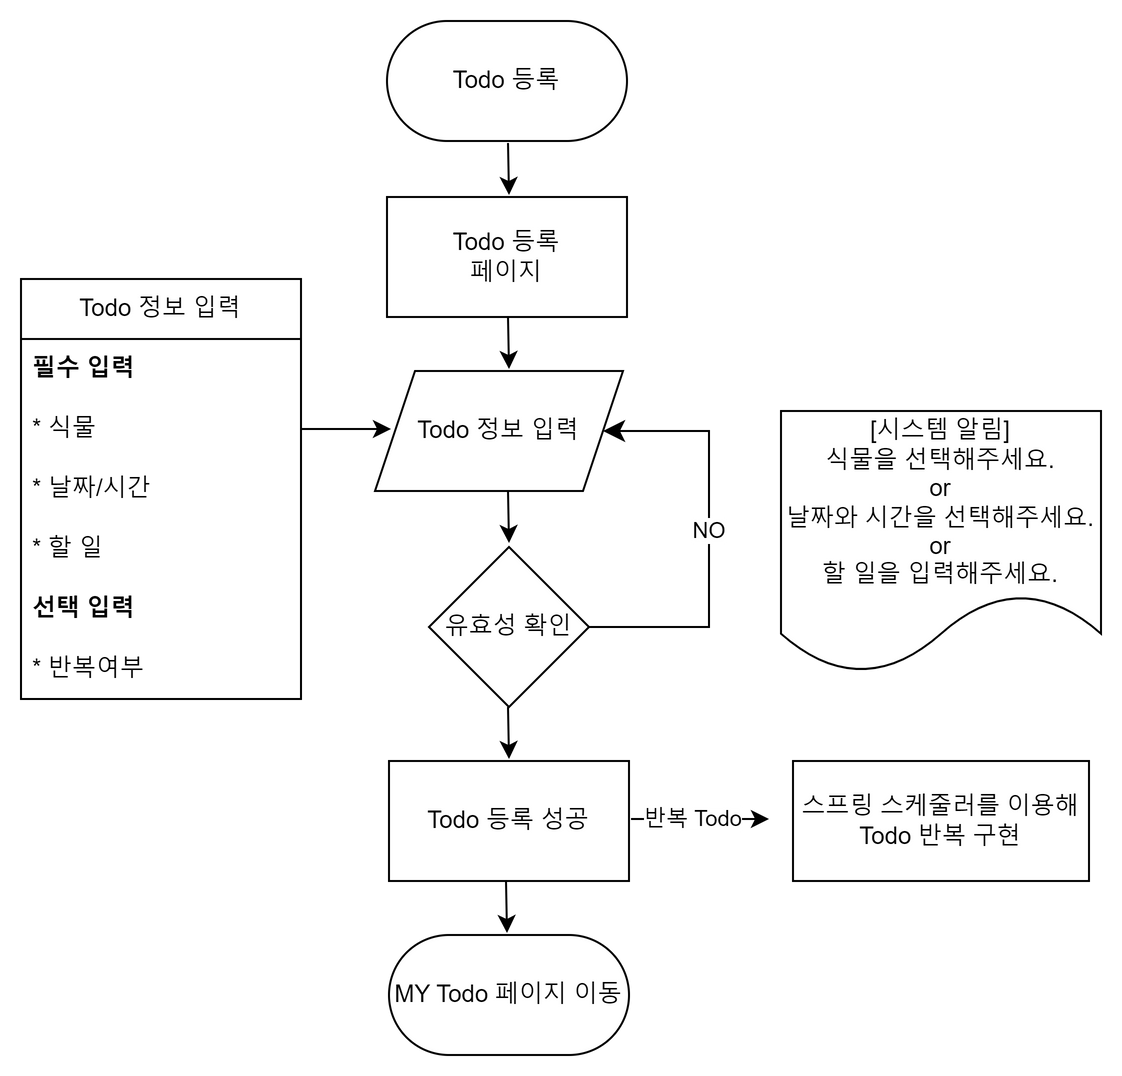 Todo 등록
Todo 등록
페이지
Todo 정보 입력
필수 입력
* 식물
* 날짜/시간
* 할 일
선택 입력
* 반복여부
Todo 정보 입력
NO
[시스템 알림]
식물을 선택해주세요.
or
날짜와 시간을 선택해주세요.
or
할 일을 입력해주세요.
유효성 확인
Todo 등록 성공
반복 Todo
스프링 스케줄러를 이용해
Todo 반복 구현
MY Todo 페이지 이동